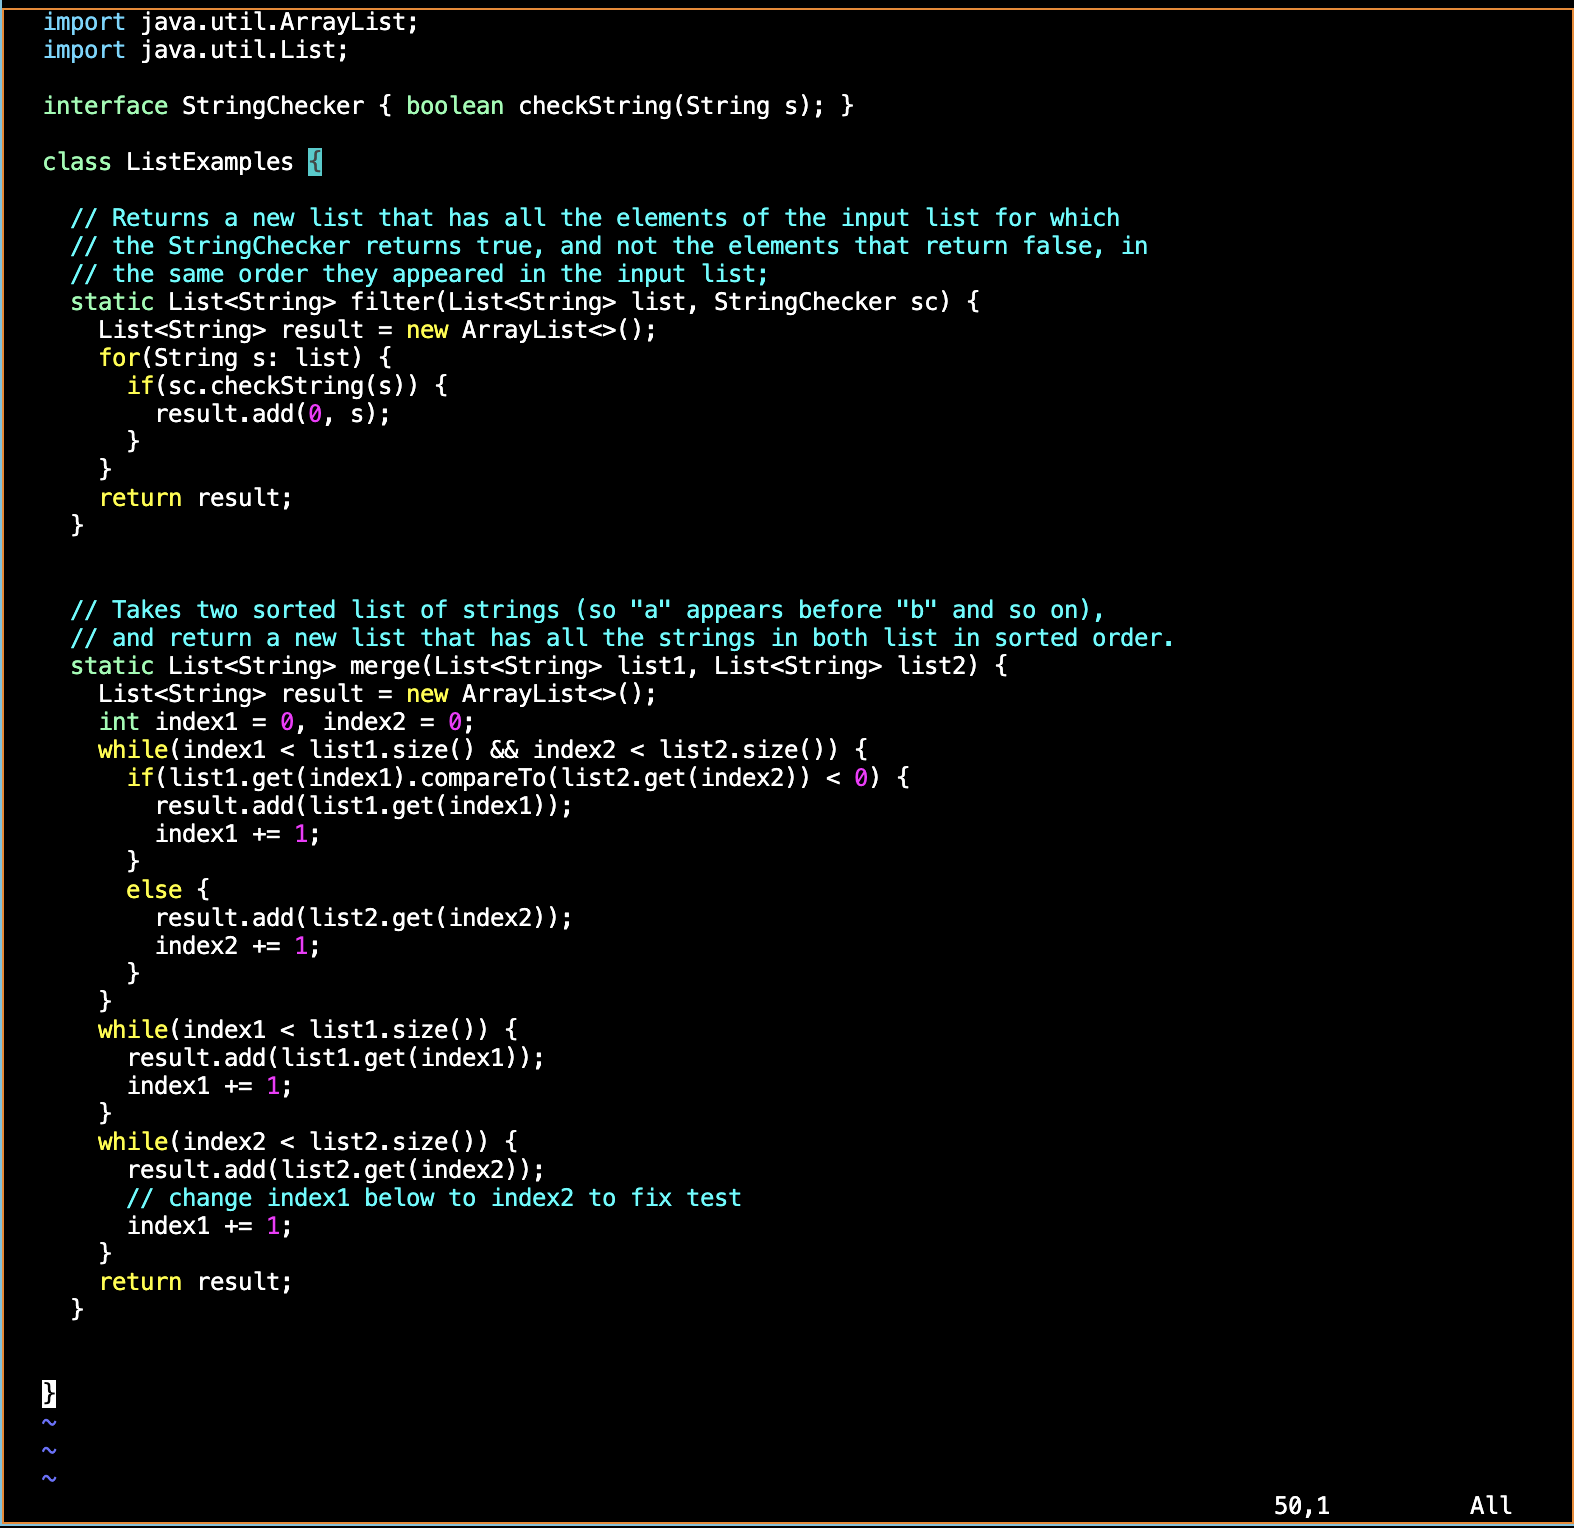 import java.util.ArrayList;
import java.util.List;

interface StringChecker { boolean checkString(String s); }

class ListExamples {

  // Returns a new list that has all the elements of the input list for which
  // the StringChecker returns true, and not the elements that return false, in
  // the same order they appeared in the input list;
  static List<String> filter(List<String> list, StringChecker sc) {
    List<String> result = new ArrayList<>();
    for(String s: list) {
      if(sc.checkString(s)) {
        result.add(0, s);
      }
    }
    return result;
  }


  // Takes two sorted list of strings (so "a" appears before "b" and so on),
  // and return a new list that has all the strings in both list in sorted order.
  static List<String> merge(List<String> list1, List<String> list2) {
    List<String> result = new ArrayList<>();
    int index1 = 0, index2 = 0;
    while(index1 < list1.size() && index2 < list2.size()) {
      if(list1.get(index1).compareTo(list2.get(index2)) < 0) {
        result.add(list1.get(index1));
        index1 += 1;
      }
      else {
        result.add(list2.get(index2));
        index2 += 1;
      }
    }
    while(index1 < list1.size()) {
      result.add(list1.get(index1));
      index1 += 1;
    }
    while(index2 < list2.size()) {
      result.add(list2.get(index2));
      // change index1 below to index2 to fix test
      index1 += 1;
    }
    return result;
  }


}
~
~
~
50,1 All